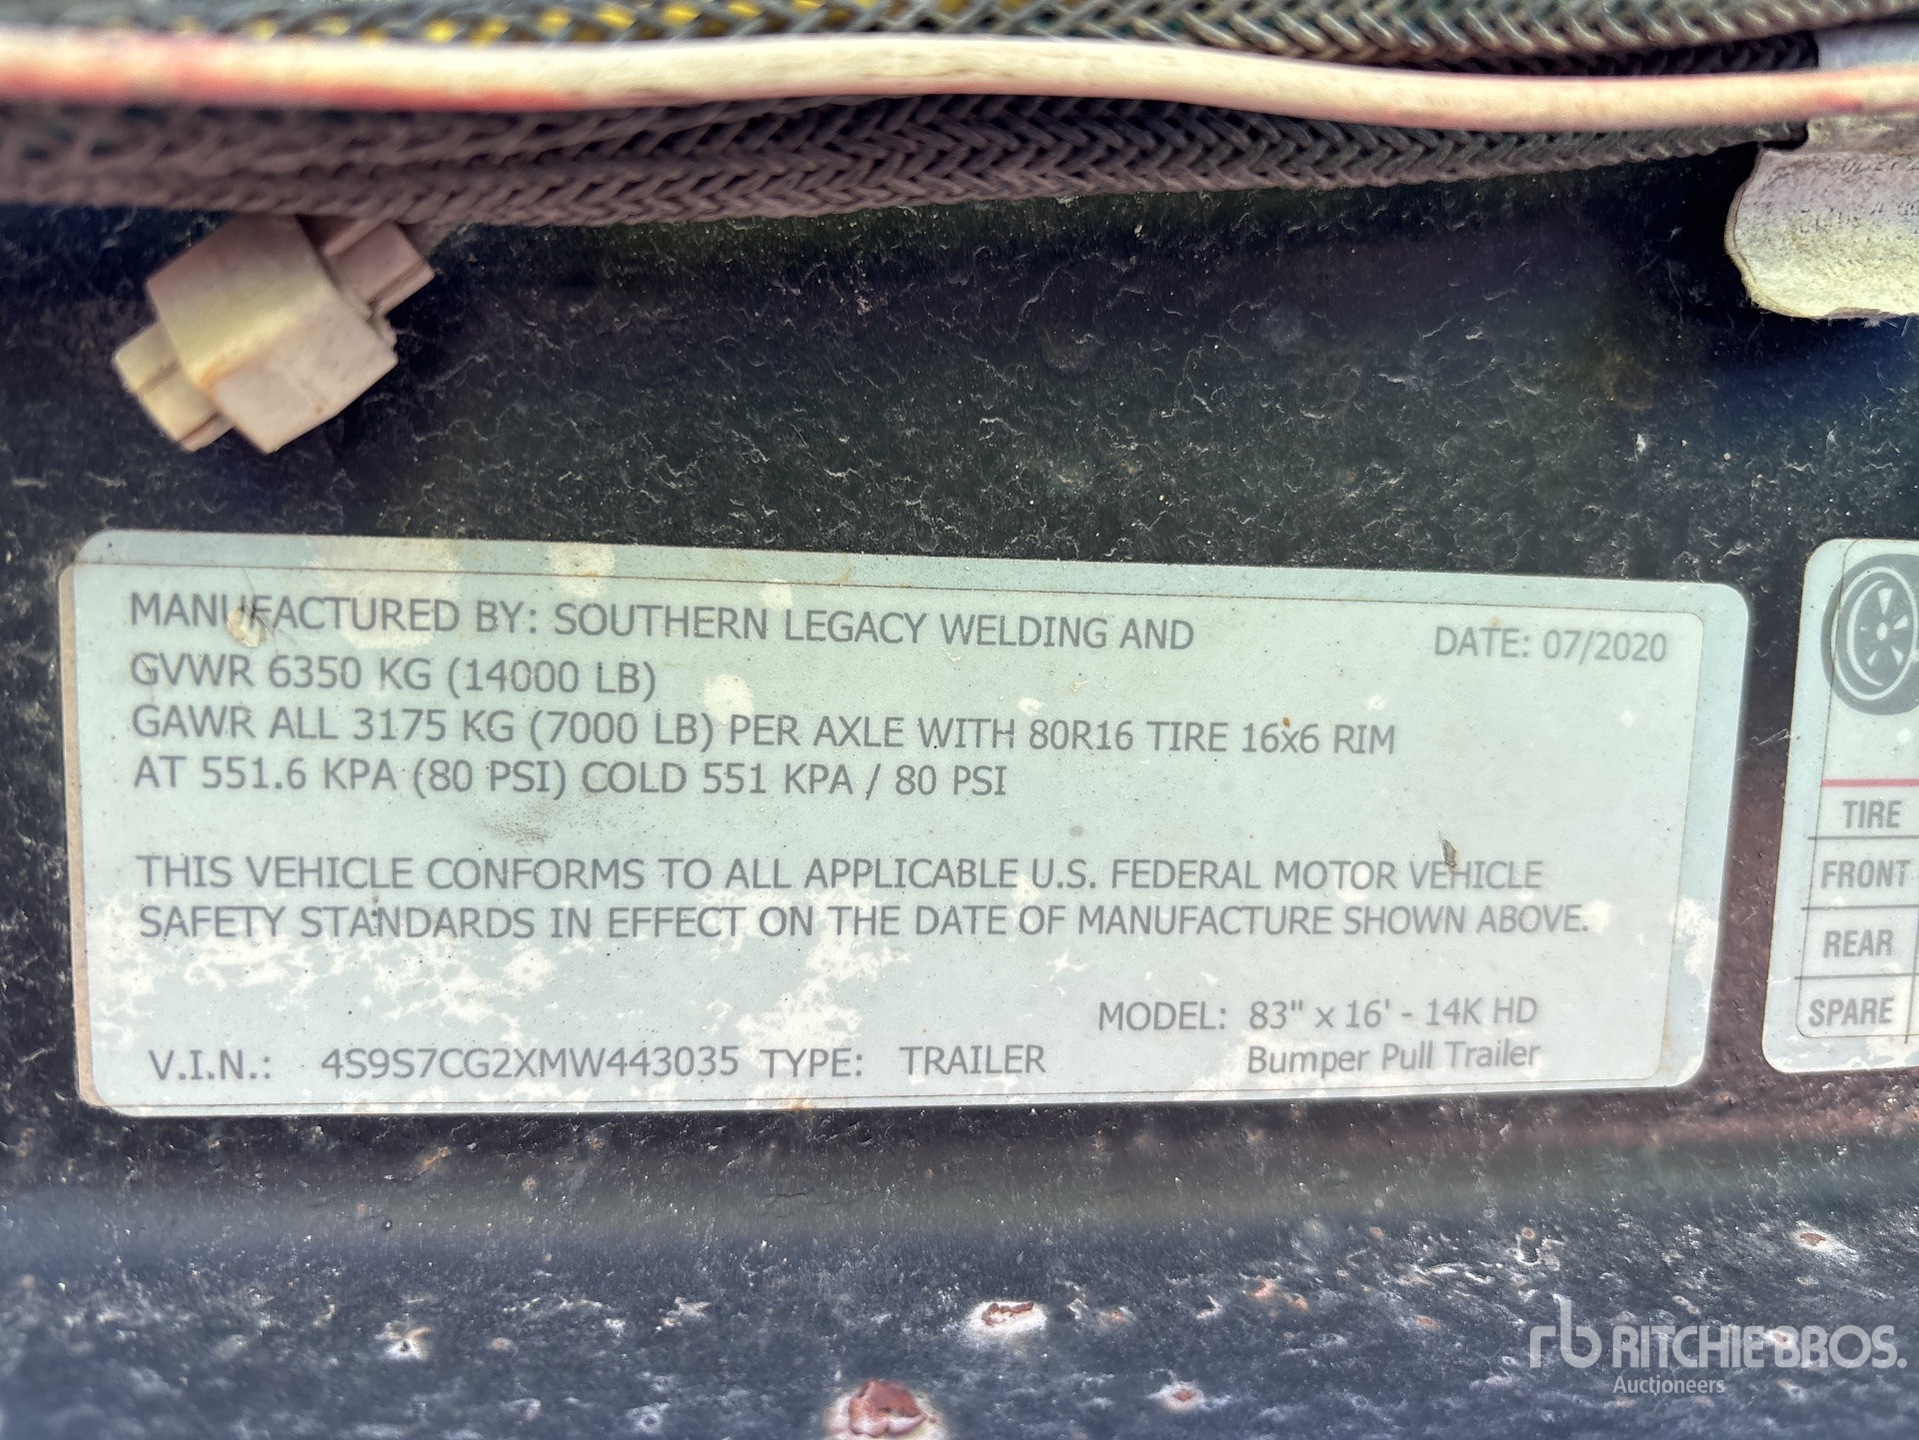 MANUFACTURED BY: SOUTHERN LEGACY WELDING AND
DATE: 07/2020
GVWR 6350 KG (14000 LB)
GAWR ALL 3175 KG (7000 LB) PER AXLE WITH 80R16 TIRE 16x6 RIM
AT 551.6 KPA (80 PSI) COLD 551 KPA / 80 PSI
THIS VEHICLE CONFORMS TO ALL APPLICABLE U.S. FEDERAL MOTOR VEHICLE
SAFETY STANDARDS IN EFFECT ON THE DATE OF MANUFACTURE SHOWN ABOVE.
MODEL: 83" x 16' - 14K HD
Bumper Pull Trailer
V.I.N.: 4S9S7CG2XMW443035 TYPE: TRAILER
TIRE
FRONT
REAR
SPARE
rb RITCHIE BROS.
Auctioneers